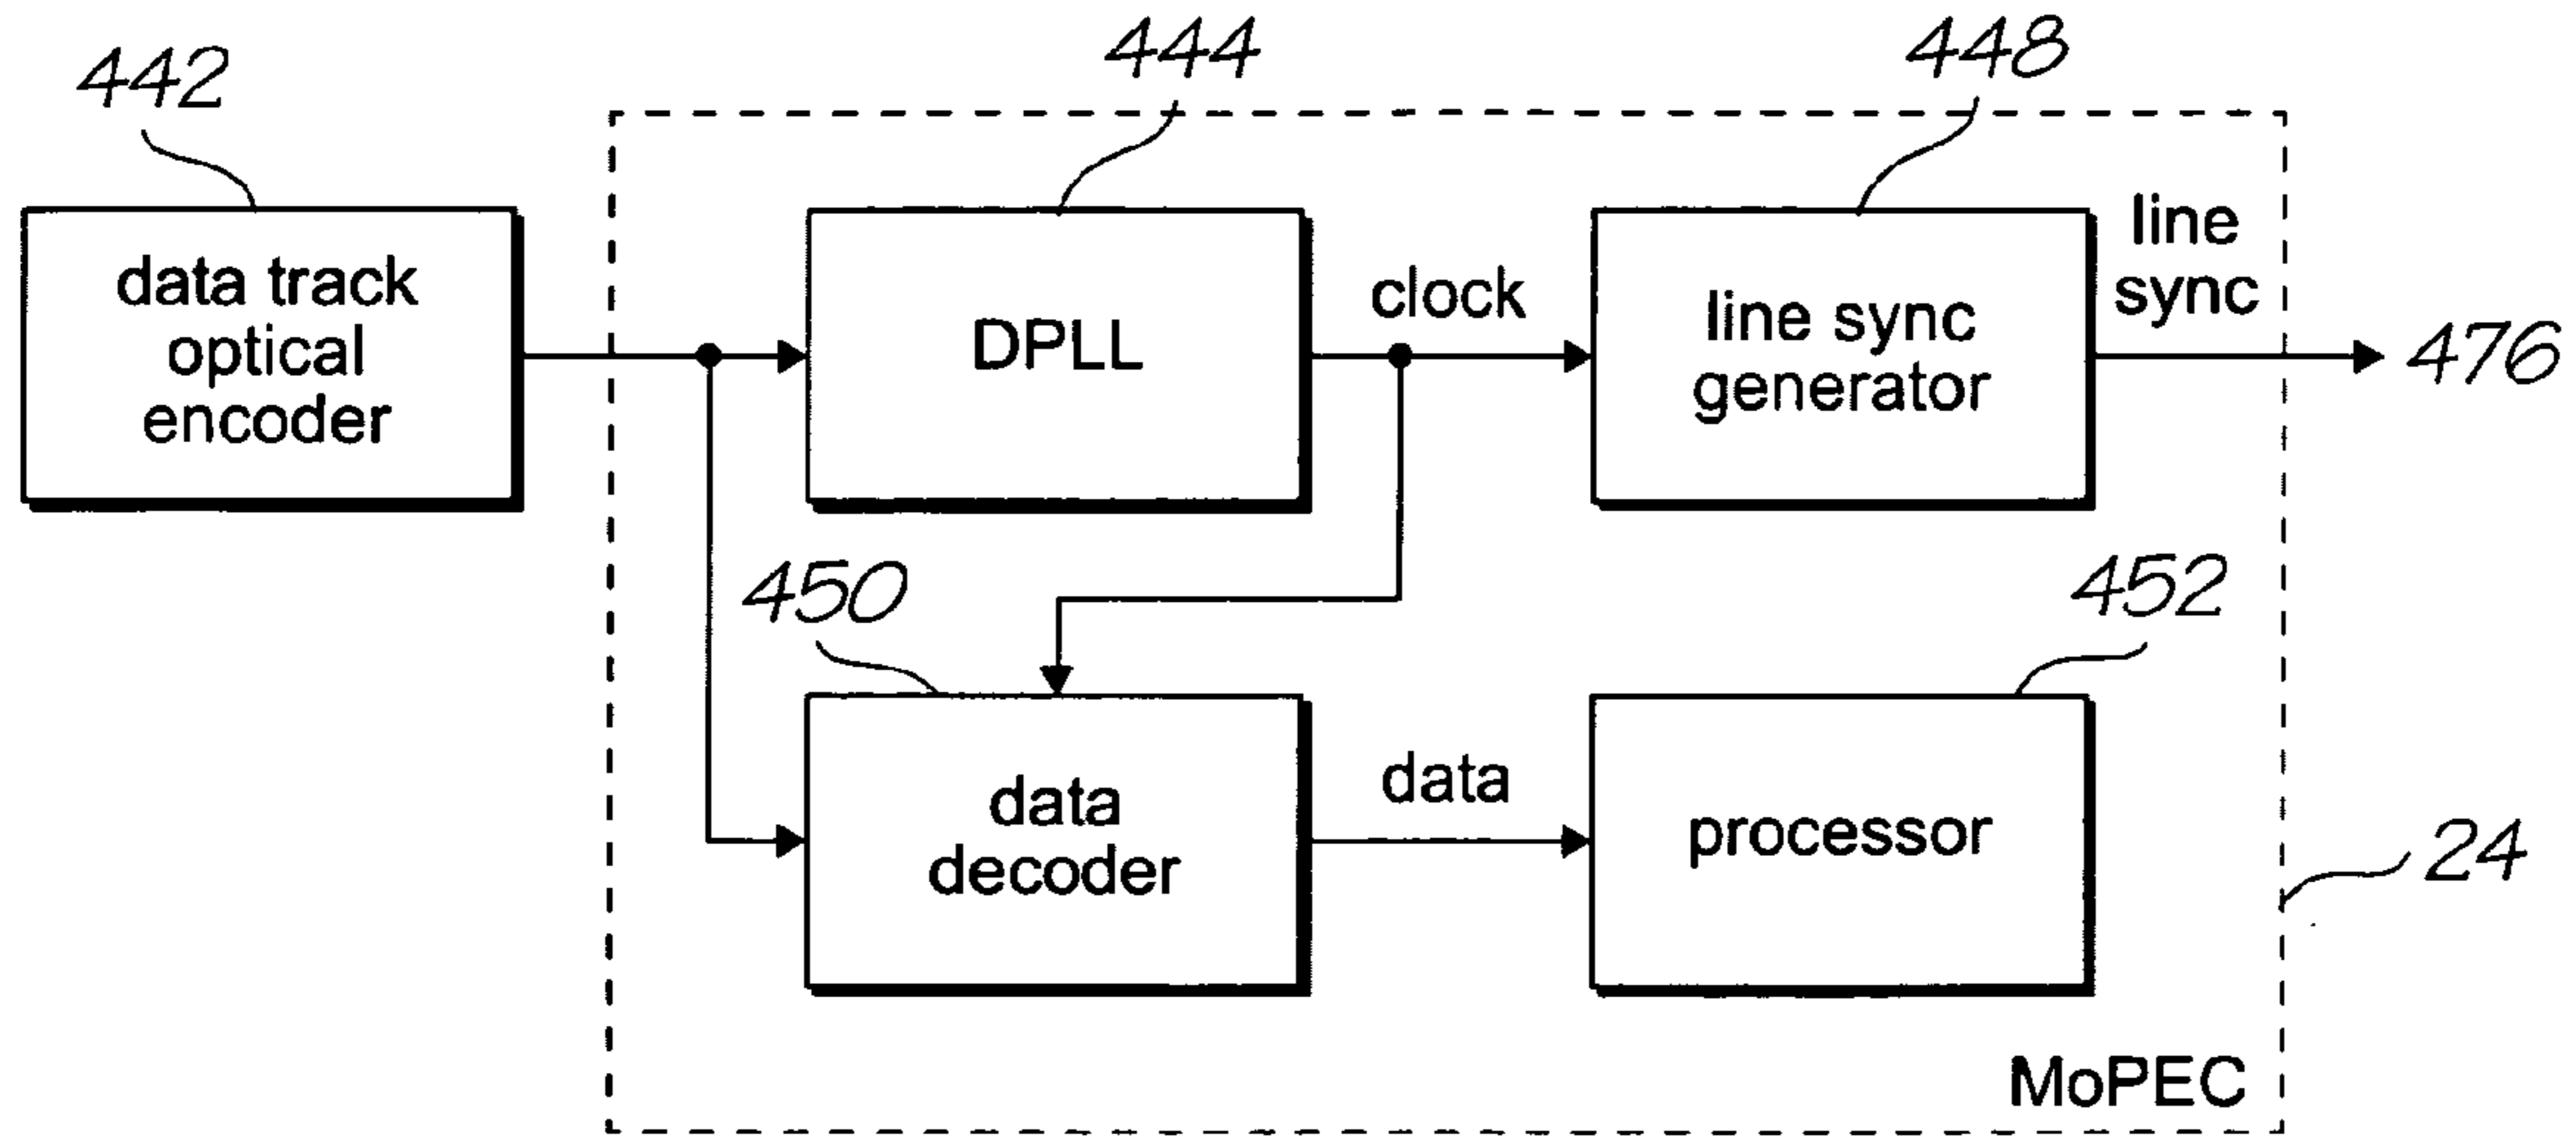 442
444
448
data track
optical
encoder
DPLL
clock
line sync
generator
line
sync
476
450
452
data
decoder
data
processor
24
MoPEC